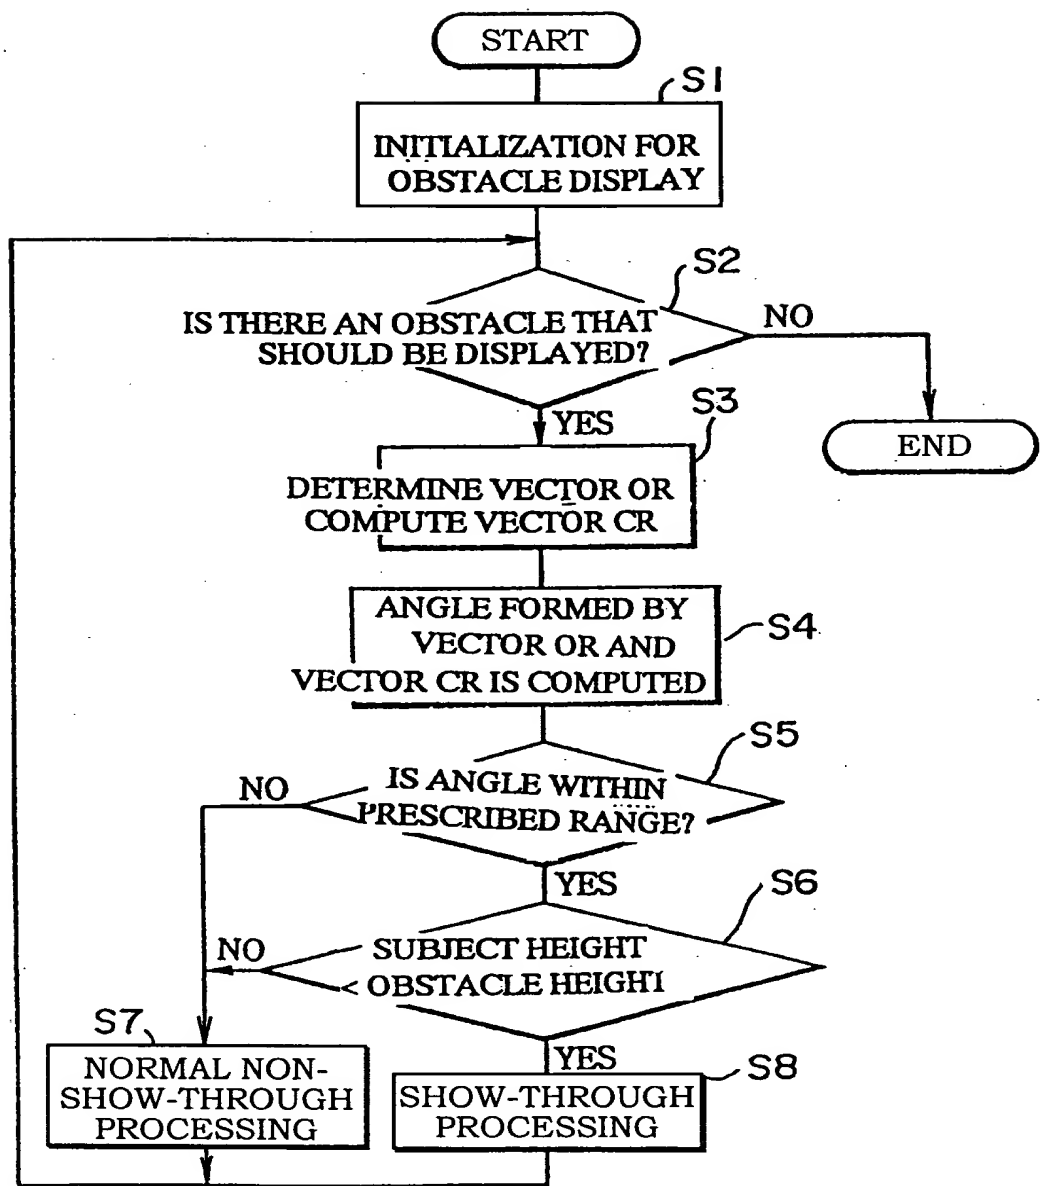 START
S1
INITIALIZATION FOR
OBSTACLE DISPLAY
S2
IS THERE AN OBSTACLE THAT
SHOULD BE DISPLAYED?
NO
YES
S3
END
DETERMINE VECTOR OR
COMPUTE VECTOR CR
ANGLE FORMED BY
VECTOR OR AND
VECTOR CR IS COMPUTED
S4
S5
IS ANGLE WITHIN
PRESCRIBED RANGE?
NO
YES
S6
SUBJECT HEIGHT
< OBSTACLE HEIGHT
NO
YES
S7
NORMAL NON-
SHOW-THROUGH
PROCESSING
S8
SHOW-THROUGH
PROCESSING